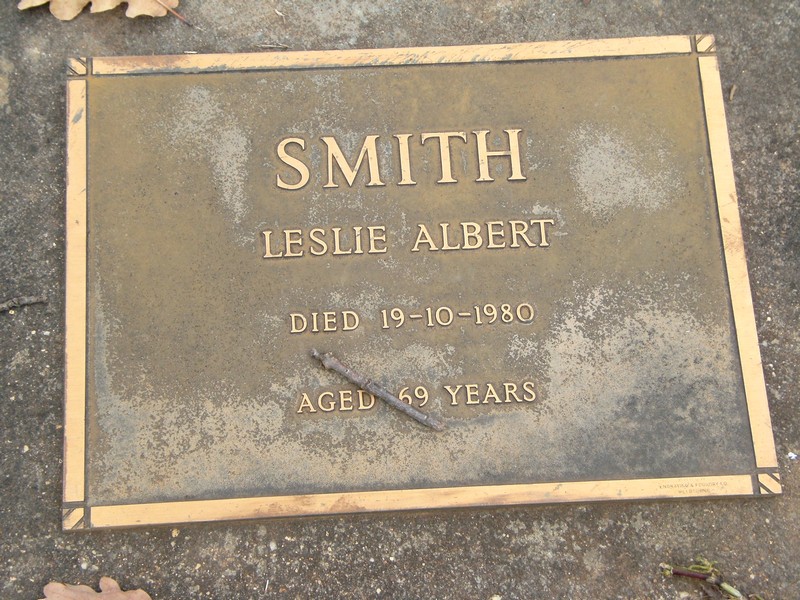 SMITH
LESLIE ALBERT
DIED 19-10-1980
AGED 69 YEARS